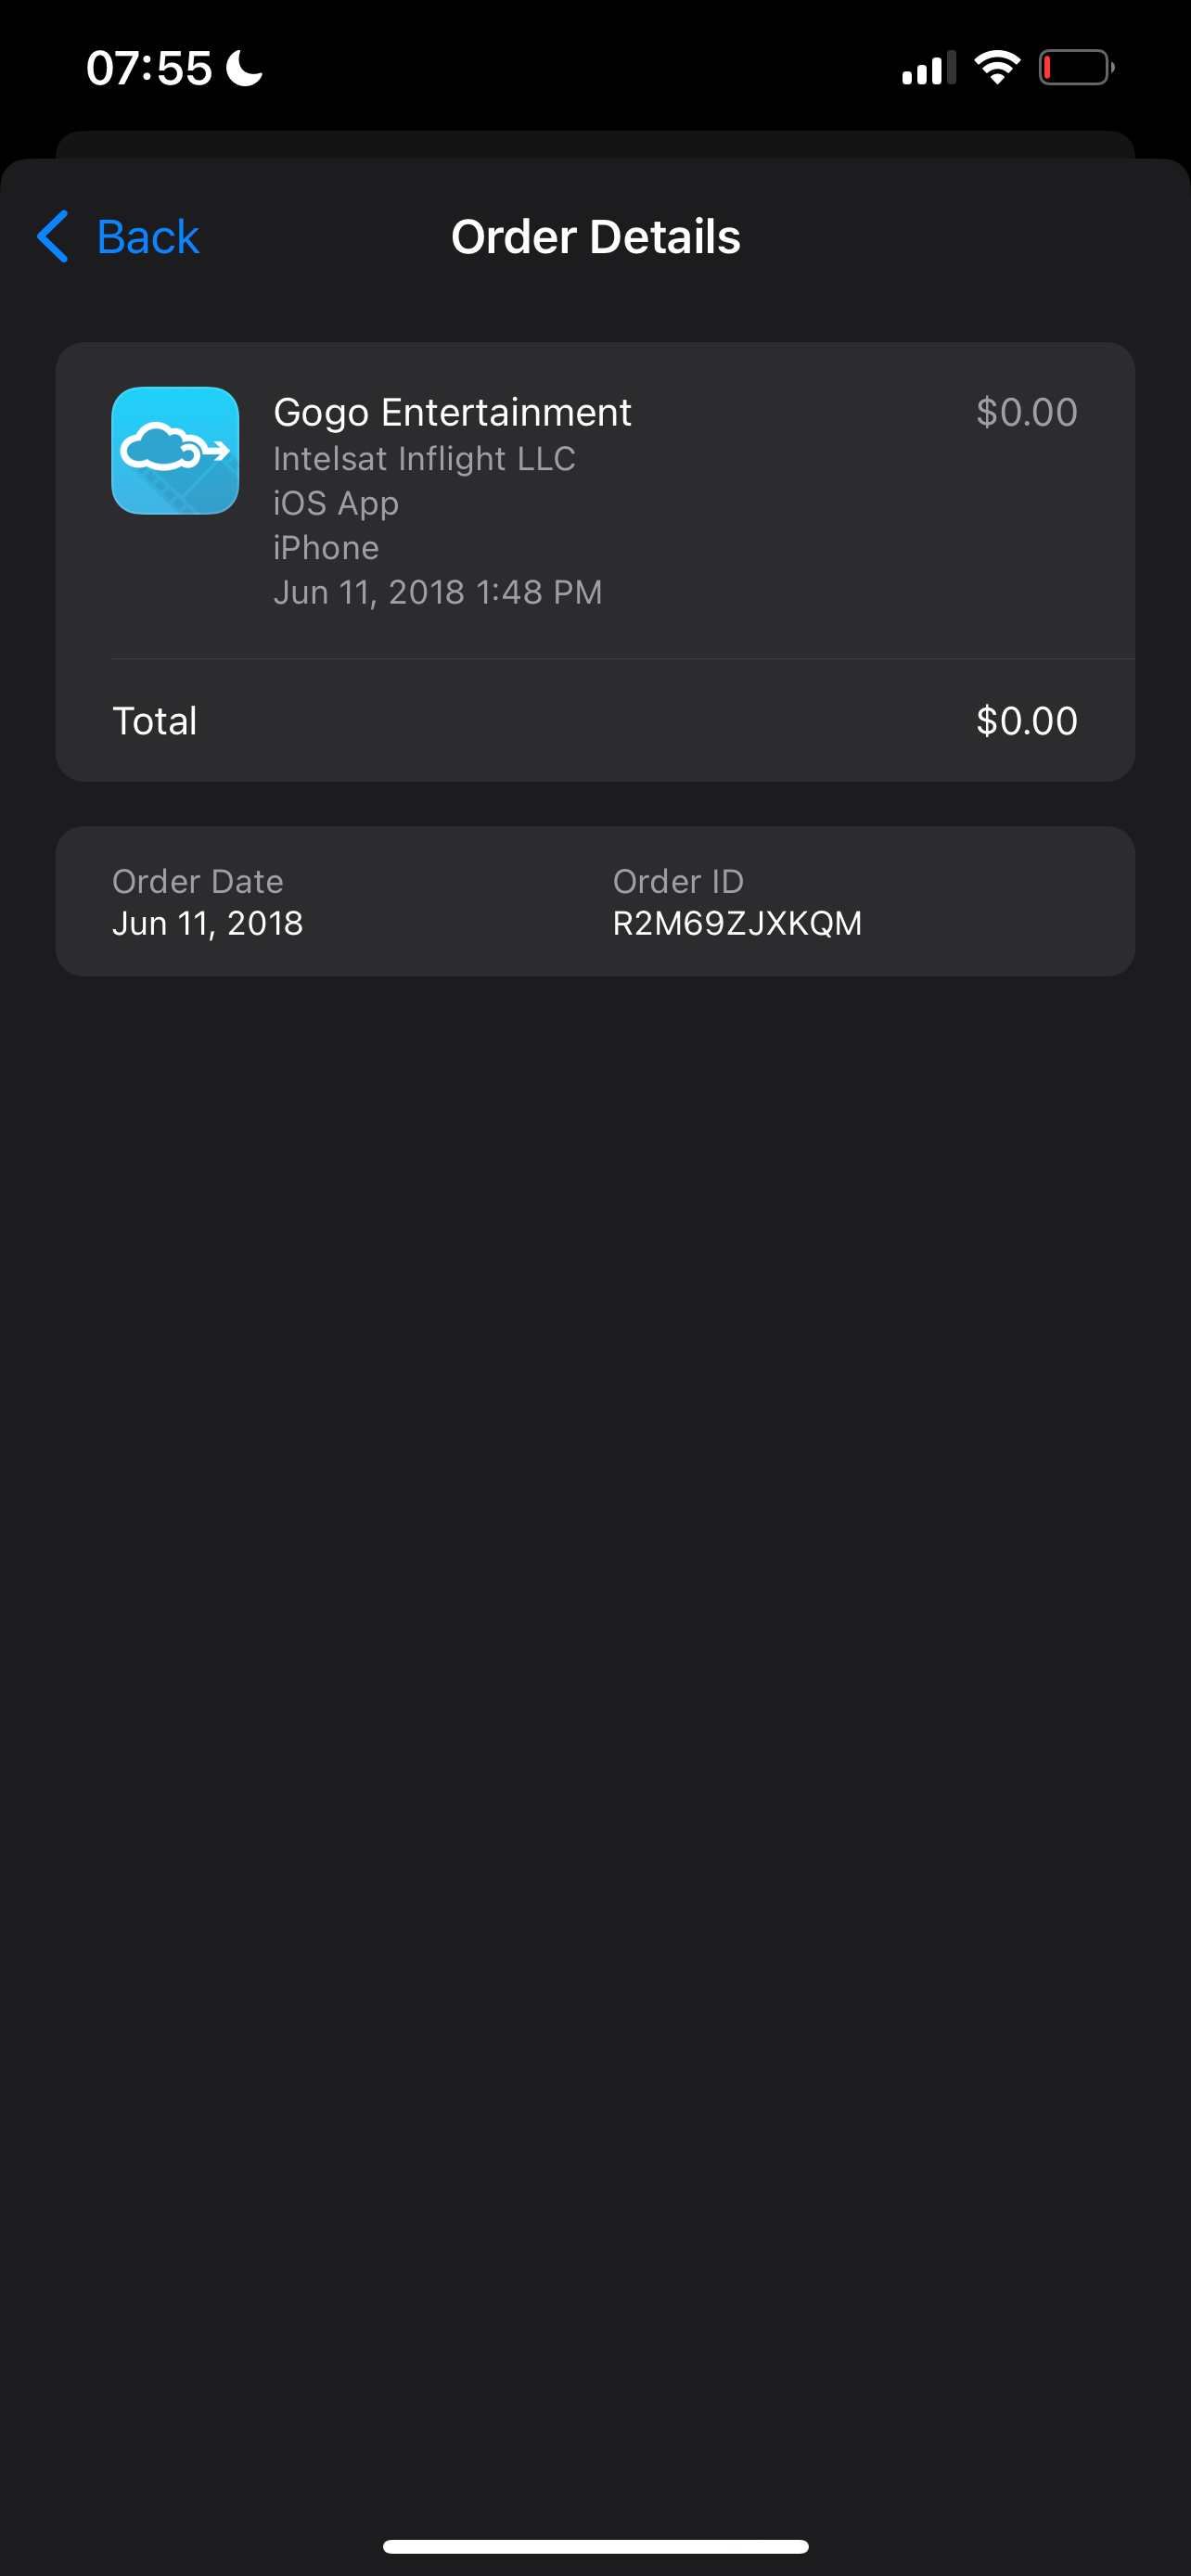 07:55
Back
Order Details
Gogo Entertainment
$0.00
Intelsat Inflight LLC
iOS App
iPhone
Jun 11, 2018 1:48 PM
Total
$0.00
Order Date
Order ID
Jun 11, 2018
R2M69ZJXKQM